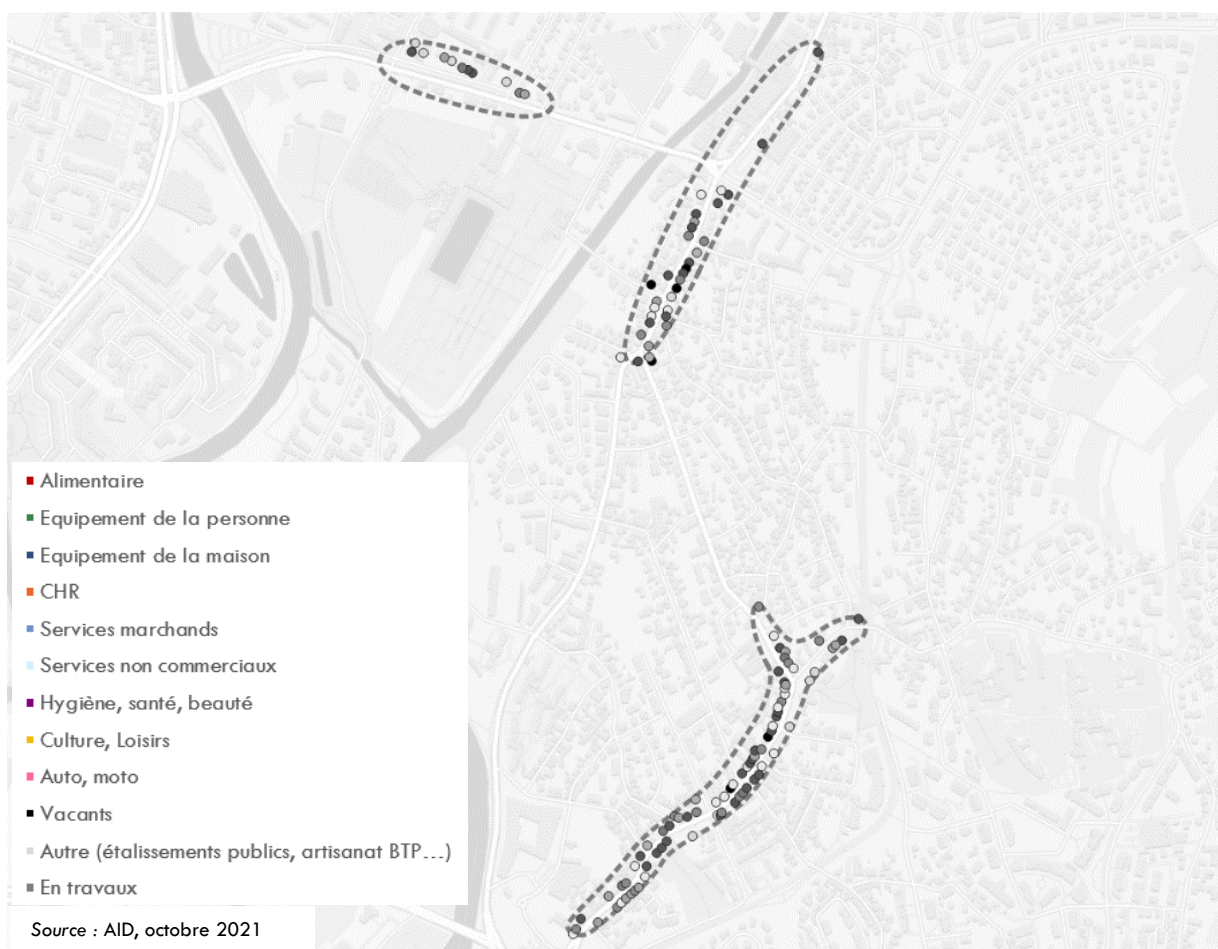 Alimentaire
Equipement de la personne
Equipement de la maison
CHR
Services marchands
Services non commerciaux
Hygiène, santé, beauté
Culture, Loisirs
Auto, moto
Vacants
Autre (étalissements publics, artisanat BTP...)
En travaux
Source : AID, octobre 2021